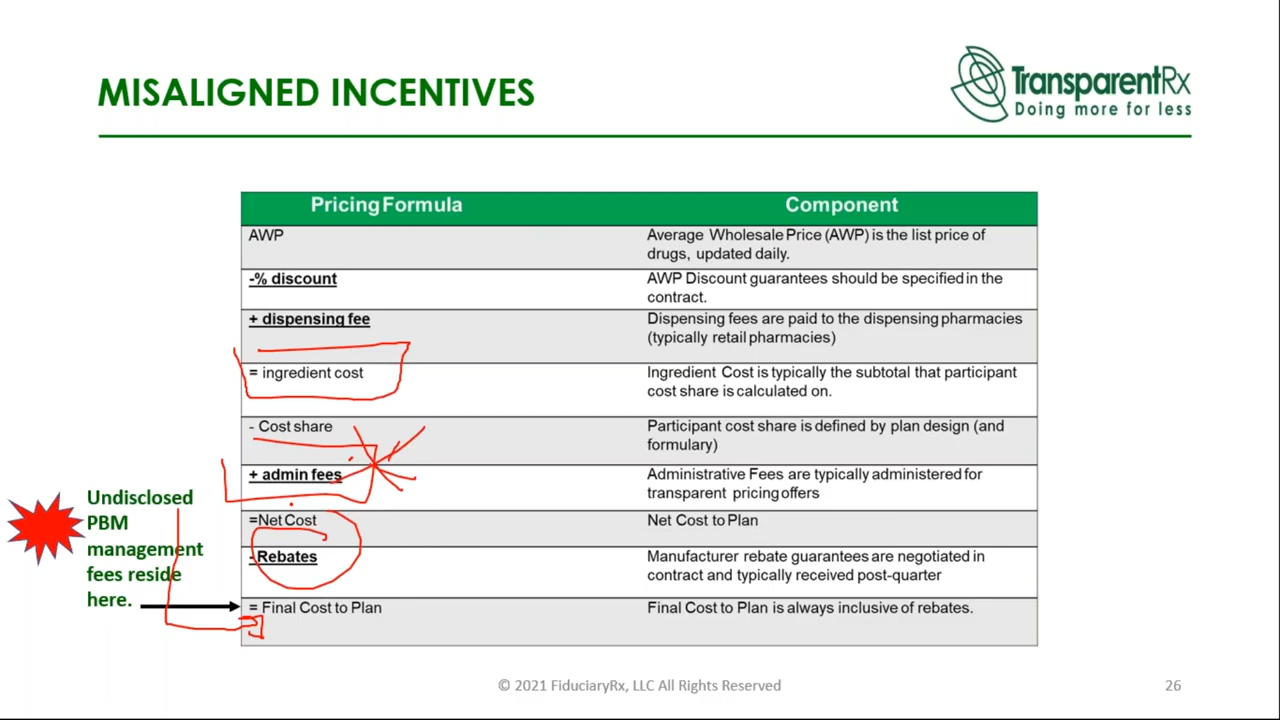 MISALIGNED INCENTIVES
TransparentRx
Doing more for less
Pricing Formula Component
AWP Average Wholesale Price (AWP) is the list price of
drugs, updated daily.
-% discount AWP Discount guarantees should be specified in the
contract.
+ dispensing fee Dispensing fees are paid to the dispensing pharmacies
(typically retail pharmacies)
= ingredient cost Ingredient Cost is typically the subtotal that participant
cost share is calculated on.
- Cost share Participant cost share is defined by plan design (and
formulary)
+ admin fees Administrative Fees are typically administered for
transparent pricing offers
=Net Cost Net Cost to Plan
- Rebates Manufacturer rebate guarantees are negotiated in
contract and typically received post-quarter
= Final Cost to Plan Final Cost to Plan is always inclusive of rebates.
Undisclosed
PBM
management
fees reside
here.
© 2021 FiduciaryRx, LLC All Rights Reserved
26